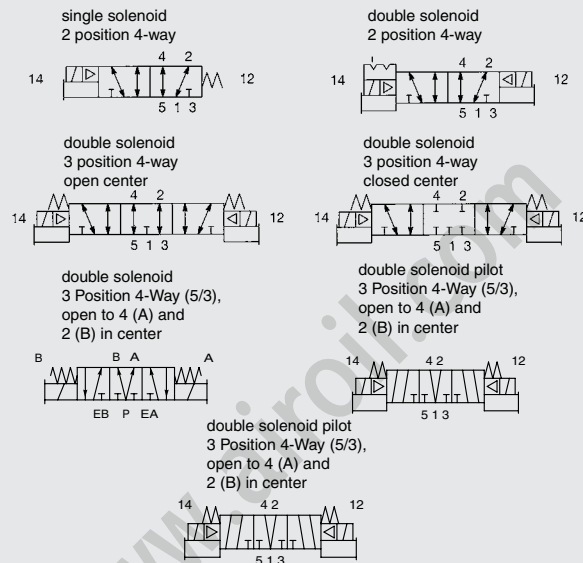 single solenoid
2 position 4-way
14 4 2 12
5 1 3
double solenoid
2 position 4-way
14 4 2 12
5 1 3
double solenoid
3 position 4-way
open center
14 4 2 12
5 1 3
double solenoid
3 position 4-way
closed center
14 4 2 12
5 1 3
double solenoid
3 Position 4-Way (5/3),
open to 4 (A) and
2 (B) in center
B B A A
EB P EA
double solenoid pilot
3 Position 4-Way (5/3),
open to 4 (A) and
2 (B) in center
14 4 2 12
5 1 3
double solenoid pilot
3 Position 4-Way (5/3),
open to 4 (A) and
2 (B) in center
14 4 2 12
5 1 3
www.airoil.com